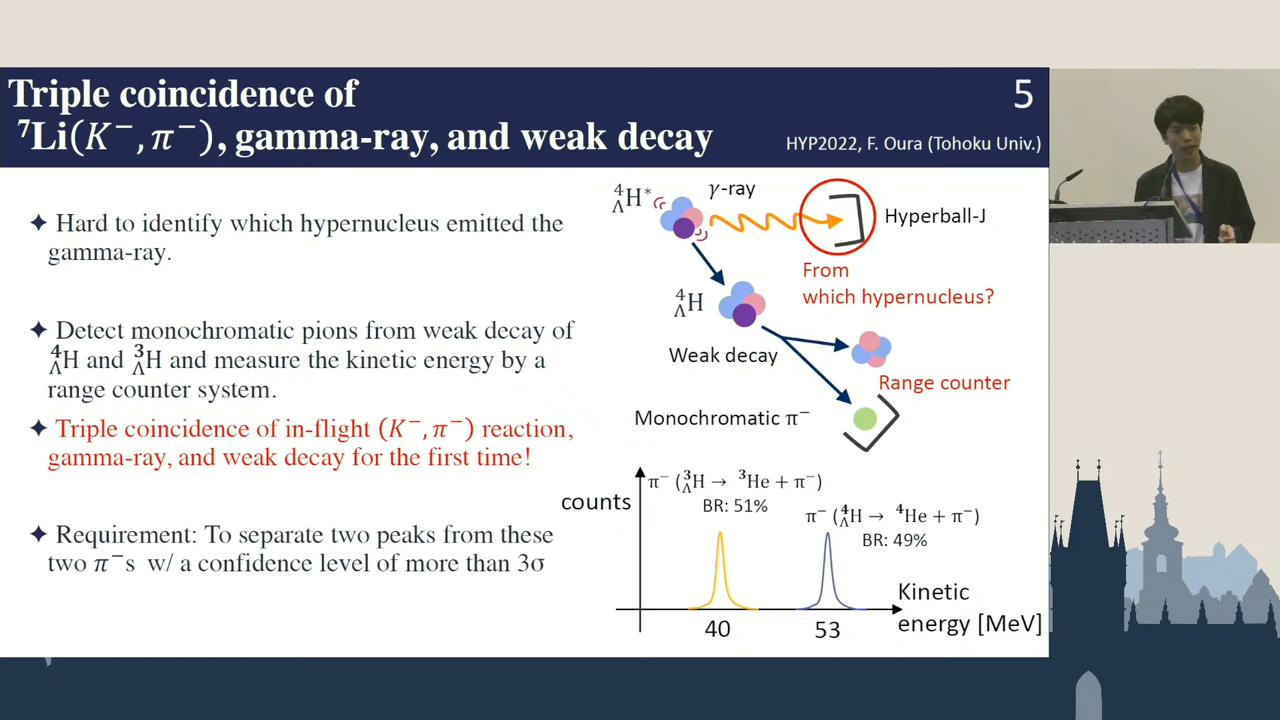 Triple coincidence of
⁷Li(K⁻, π⁻), gamma-ray, and weak decay
5
HYP2022, F. Oura (Tohoku Univ.)
✦ Hard to identify which hypernucleus emitted the
gamma-ray.
✦ Detect monochromatic pions from weak decay of
⁴ΛH and ³ΛH and measure the kinetic energy by a
range counter system.
✦ Triple coincidence of in-flight (K⁻, π⁻) reaction,
gamma-ray, and weak decay for the first time!
✦ Requirement: To separate two peaks from these
two π⁻s w/ a confidence level of more than 3σ
⁴ΛH*
γ-ray
Hyperball-J
From
which hypernucleus?
⁴ΛH
Weak decay
Range counter
Monochromatic π⁻
counts
π⁻ (³ΛH → ³He + π⁻)
BR: 51%
π⁻ (⁴ΛH → ⁴He + π⁻)
BR: 49%
Kinetic
energy [MeV]
40
53